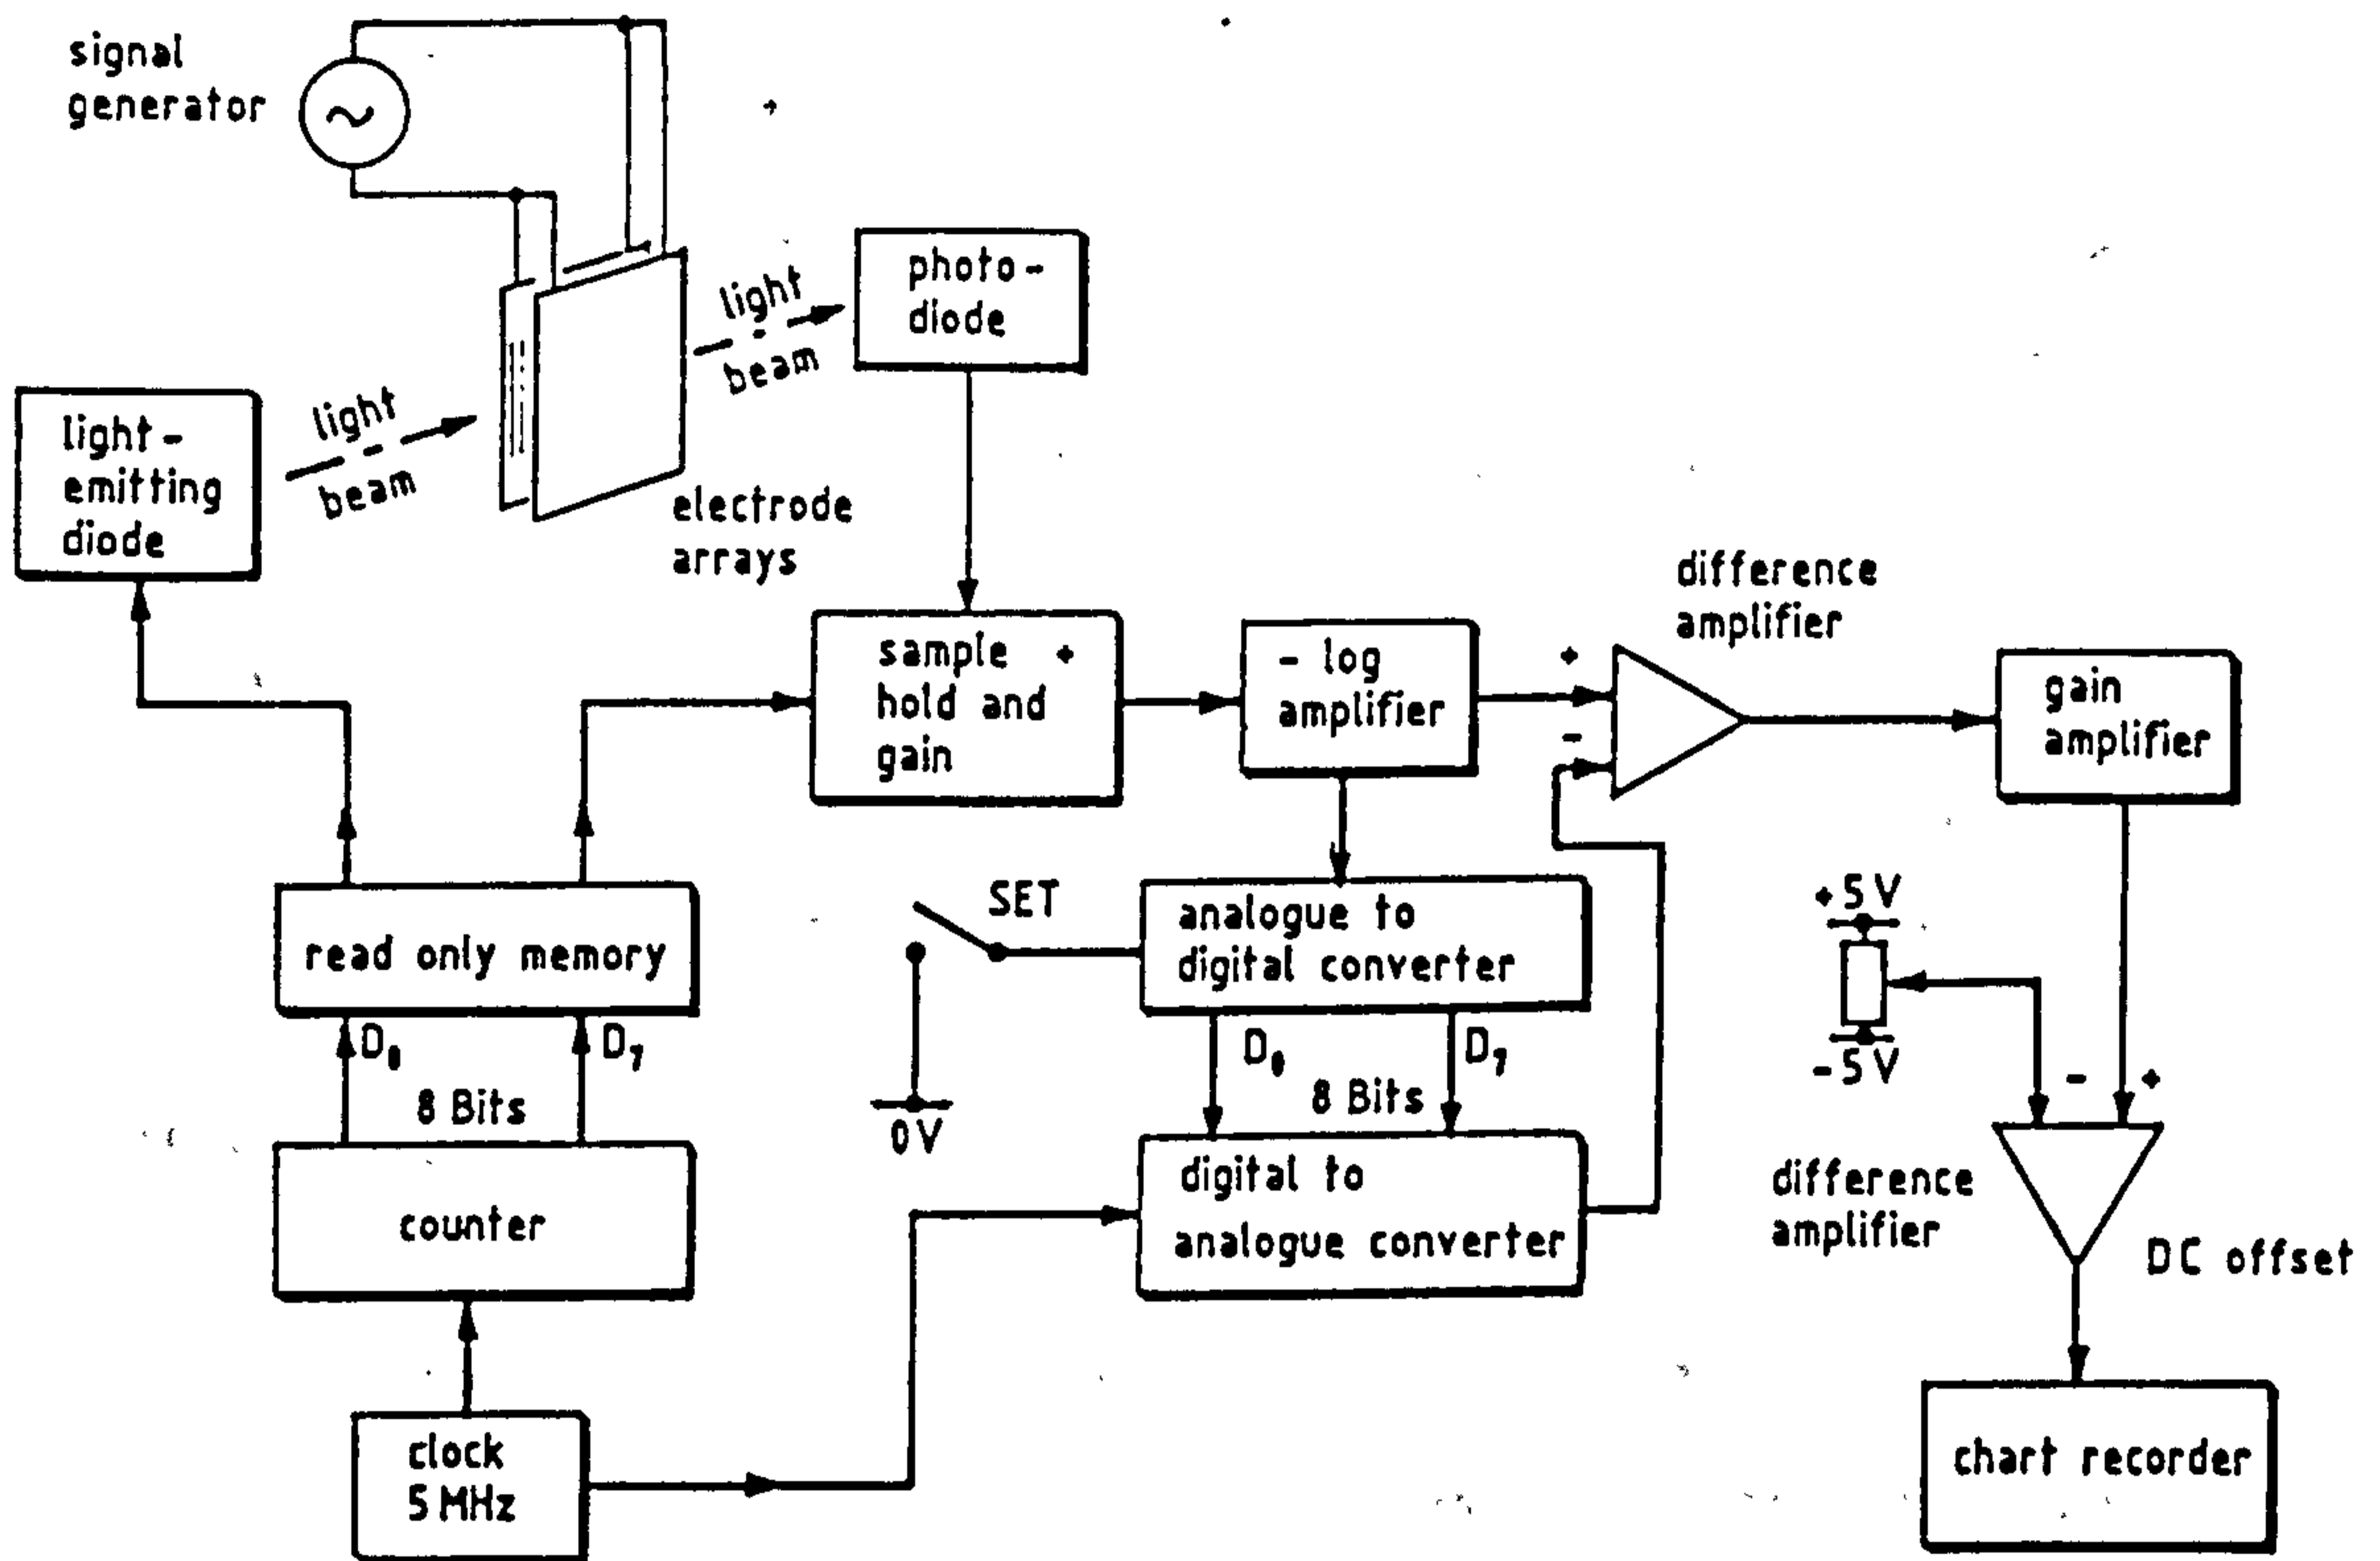 signal
generator
~
light
beam
photo-
diode
light-
emitting
diode
light
beam
electrode
arrays
sample +
hold and
gain
- log
amplifier
difference
amplifier
+
-
gain
amplifier
read only memory
D0 D7
8 Bits
counter
clock
5 MHz
SET
0V
analogue to
digital converter
D0 D7
8 Bits
digital to
analogue converter
+5V
-5V
- +
difference
amplifier
DC offset
chart recorder